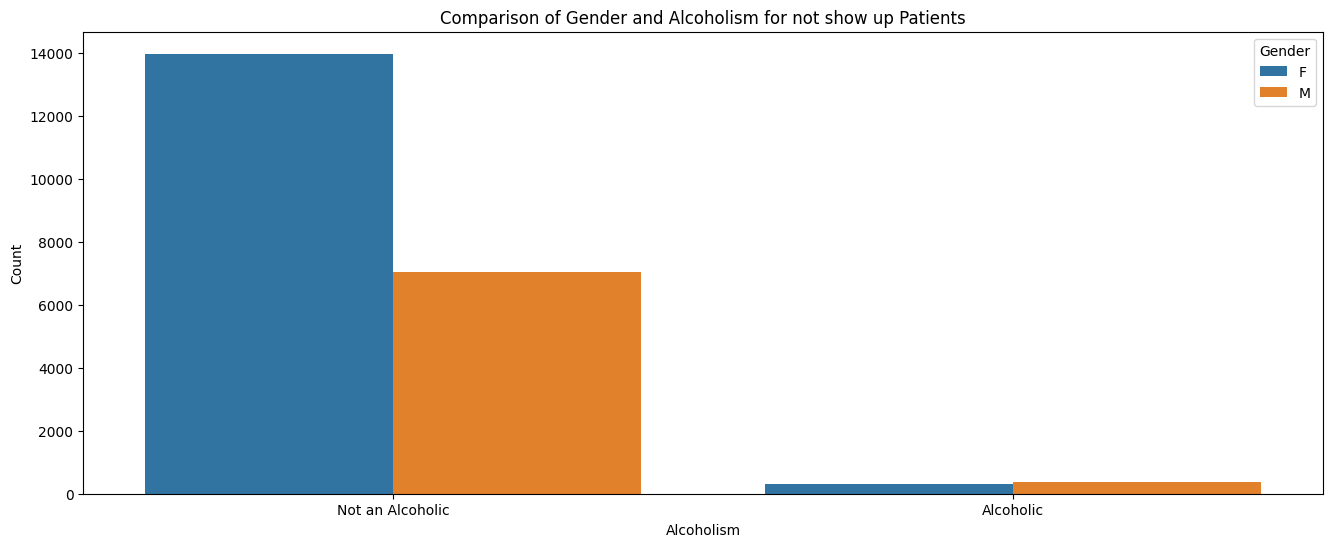 Comparison of Gender and Alcoholism for not show up Patients
Gender
F
M
14000
12000
10000
8000
6000
4000
2000
0
Count
Not an Alcoholic
Alcoholic
Alcoholism